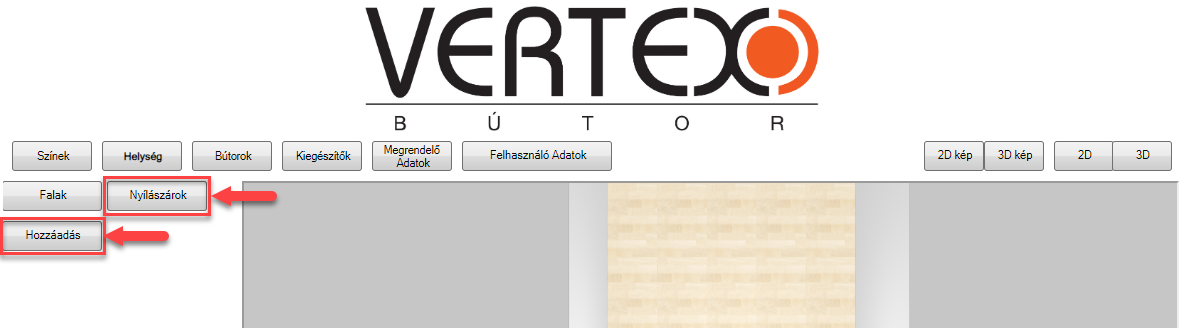 VERTEX
BÚTOR
Színek Helység Bútorok Kiegészítők Megrendelő Adatok Felhasználó Adatok 2D kép 3D kép 2D 3D
Falak Nyílászárok
Hozzáadás